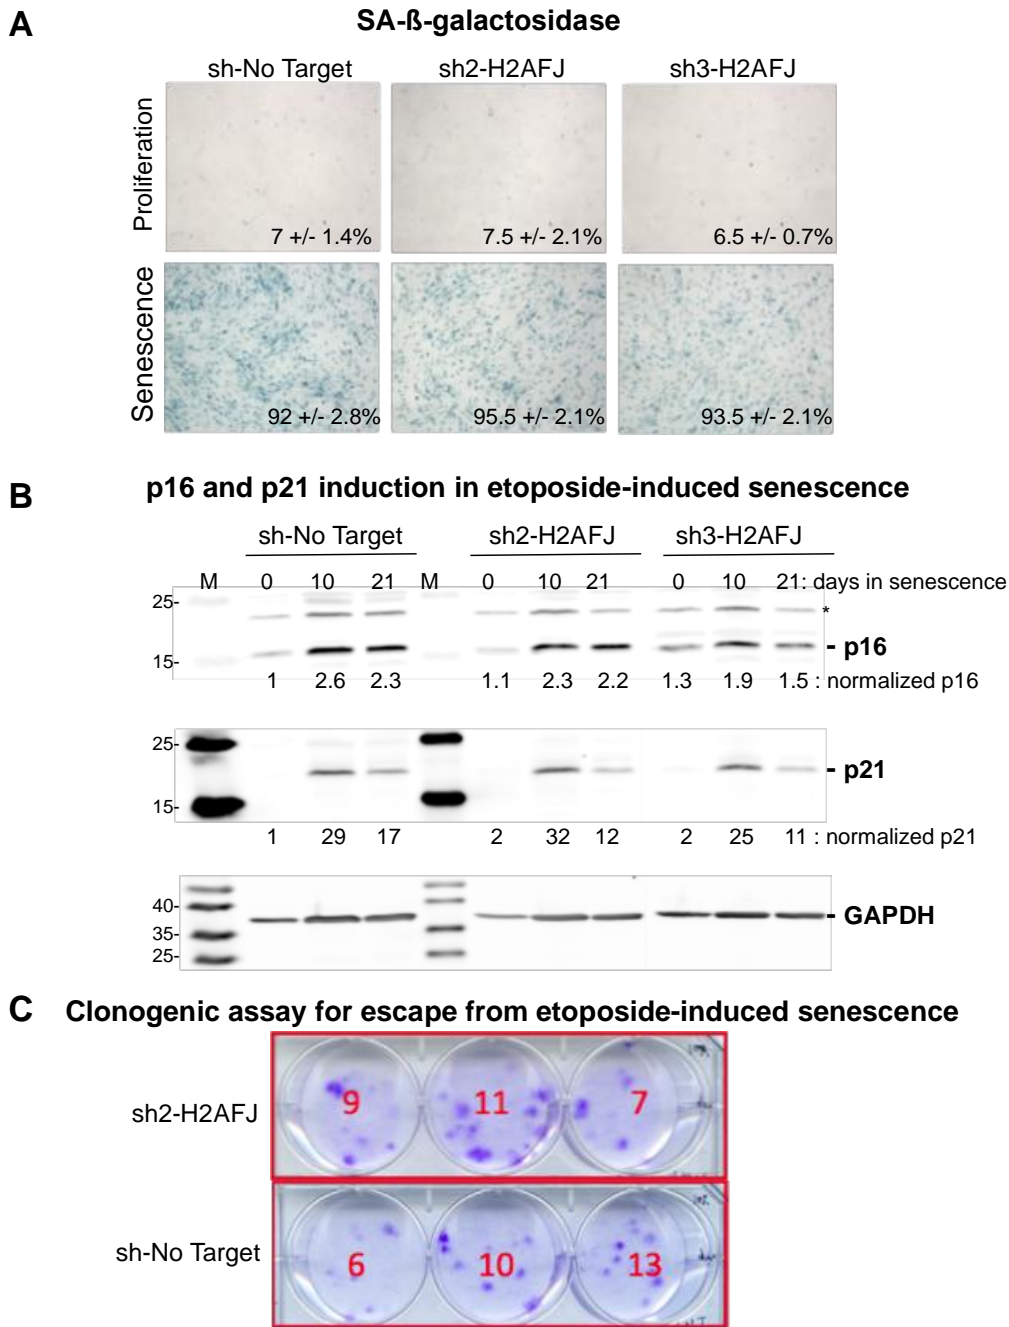 A
SA-ß-galactosidase
sh-No Target sh2-H2AFJ sh3-H2AFJ
Proliferation
7 +/- 1.4% 7.5 +/- 2.1% 6.5 +/- 0.7%
Senescence
92 +/- 2.8% 95.5 +/- 2.1% 93.5 +/- 2.1%
B
p16 and p21 induction in etoposide-induced senescence
sh-No Target sh2-H2AFJ sh3-H2AFJ
M 0 10 21 M 0 10 21 0 10 21 : days in senescence
25-
*
- p16
15-
1 2.6 2.3 1.1 2.3 2.2 1.3 1.9 1.5 : normalized p16
25-
- p21
15-
1 29 17 2 32 12 2 25 11 : normalized p21
40-
- GAPDH
35-
25-
C Clonogenic assay for escape from etoposide-induced senescence
sh2-H2AFJ
9 11 7
sh-No Target
6 10 13